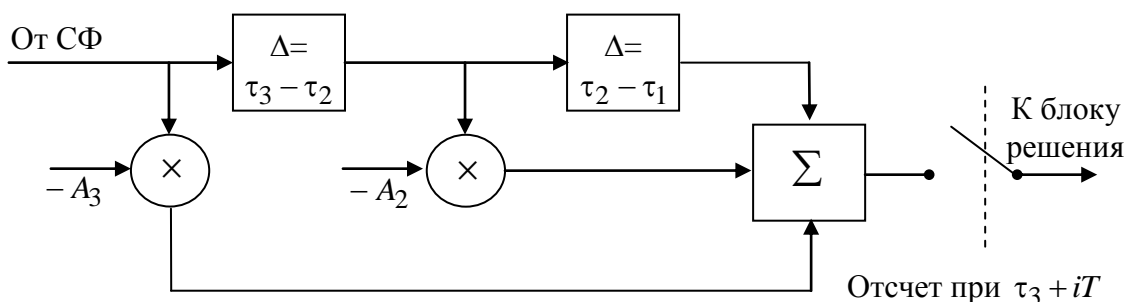 От СФ
Δ=
τ₃ − τ₂
Δ=
τ₂ − τ₁
К блоку
решения
− A₃
×
− A₂
×
Σ
Отсчет при τ₃ + iT